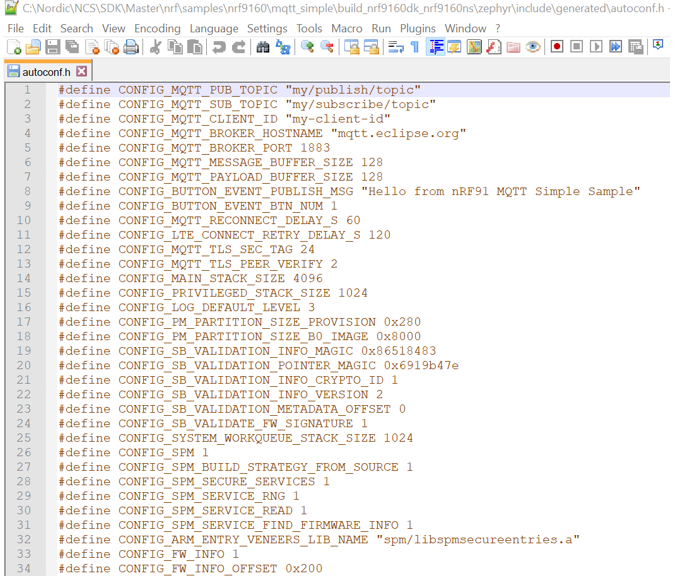 C:\Nordic\NCS\SDK\Master\nrf\samples\nrf9160\mqtt_simple\build_nrf9160dk_nrf9160ns\zephyr\include\generated\autoconf.h -
File Edit Search View Encoding Language Settings Tools Macro Run Plugins Window ?
autoconf.h
1 #define CONFIG_MQTT_PUB_TOPIC "my/publish/topic"
2 #define CONFIG_MQTT_SUB_TOPIC "my/subscribe/topic"
3 #define CONFIG_MQTT_CLIENT_ID "my-client-id"
4 #define CONFIG_MQTT_BROKER_HOSTNAME "mqtt.eclipse.org"
5 #define CONFIG_MQTT_BROKER_PORT 1883
6 #define CONFIG_MQTT_MESSAGE_BUFFER_SIZE 128
7 #define CONFIG_MQTT_PAYLOAD_BUFFER_SIZE 128
8 #define CONFIG_BUTTON_EVENT_PUBLISH_MSG "Hello from nRF91 MQTT Simple Sample"
9 #define CONFIG_BUTTON_EVENT_BTN_NUM 1
10 #define CONFIG_MQTT_RECONNECT_DELAY_S 60
11 #define CONFIG_LTE_CONNECT_RETRY_DELAY_S 120
12 #define CONFIG_MQTT_TLS_SEC_TAG 24
13 #define CONFIG_MQTT_TLS_PEER_VERIFY 2
14 #define CONFIG_MAIN_STACK_SIZE 4096
15 #define CONFIG_PRIVILEGED_STACK_SIZE 1024
16 #define CONFIG_LOG_DEFAULT_LEVEL 3
17 #define CONFIG_PM_PARTITION_SIZE_PROVISION 0x280
18 #define CONFIG_PM_PARTITION_SIZE_B0_IMAGE 0x8000
19 #define CONFIG_SB_VALIDATION_INFO_MAGIC 0x86518483
20 #define CONFIG_SB_VALIDATION_POINTER_MAGIC 0x6919b47e
21 #define CONFIG_SB_VALIDATION_INFO_CRYPTO_ID 1
22 #define CONFIG_SB_VALIDATION_INFO_VERSION 2
23 #define CONFIG_SB_VALIDATION_METADATA_OFFSET 0
24 #define CONFIG_SB_VALIDATE_FW_SIGNATURE 1
25 #define CONFIG_SYSTEM_WORKQUEUE_STACK_SIZE 1024
26 #define CONFIG_SPM 1
27 #define CONFIG_SPM_BUILD_STRATEGY_FROM_SOURCE 1
28 #define CONFIG_SPM_SECURE_SERVICES 1
29 #define CONFIG_SPM_SERVICE_RNG 1
30 #define CONFIG_SPM_SERVICE_READ 1
31 #define CONFIG_SPM_SERVICE_FIND_FIRMWARE_INFO 1
32 #define CONFIG_ARM_ENTRY_VENEERS_LIB_NAME "spm/libspmsecureentries.a"
33 #define CONFIG_FW_INFO 1
34 #define CONFIG_FW_INFO_OFFSET 0x200